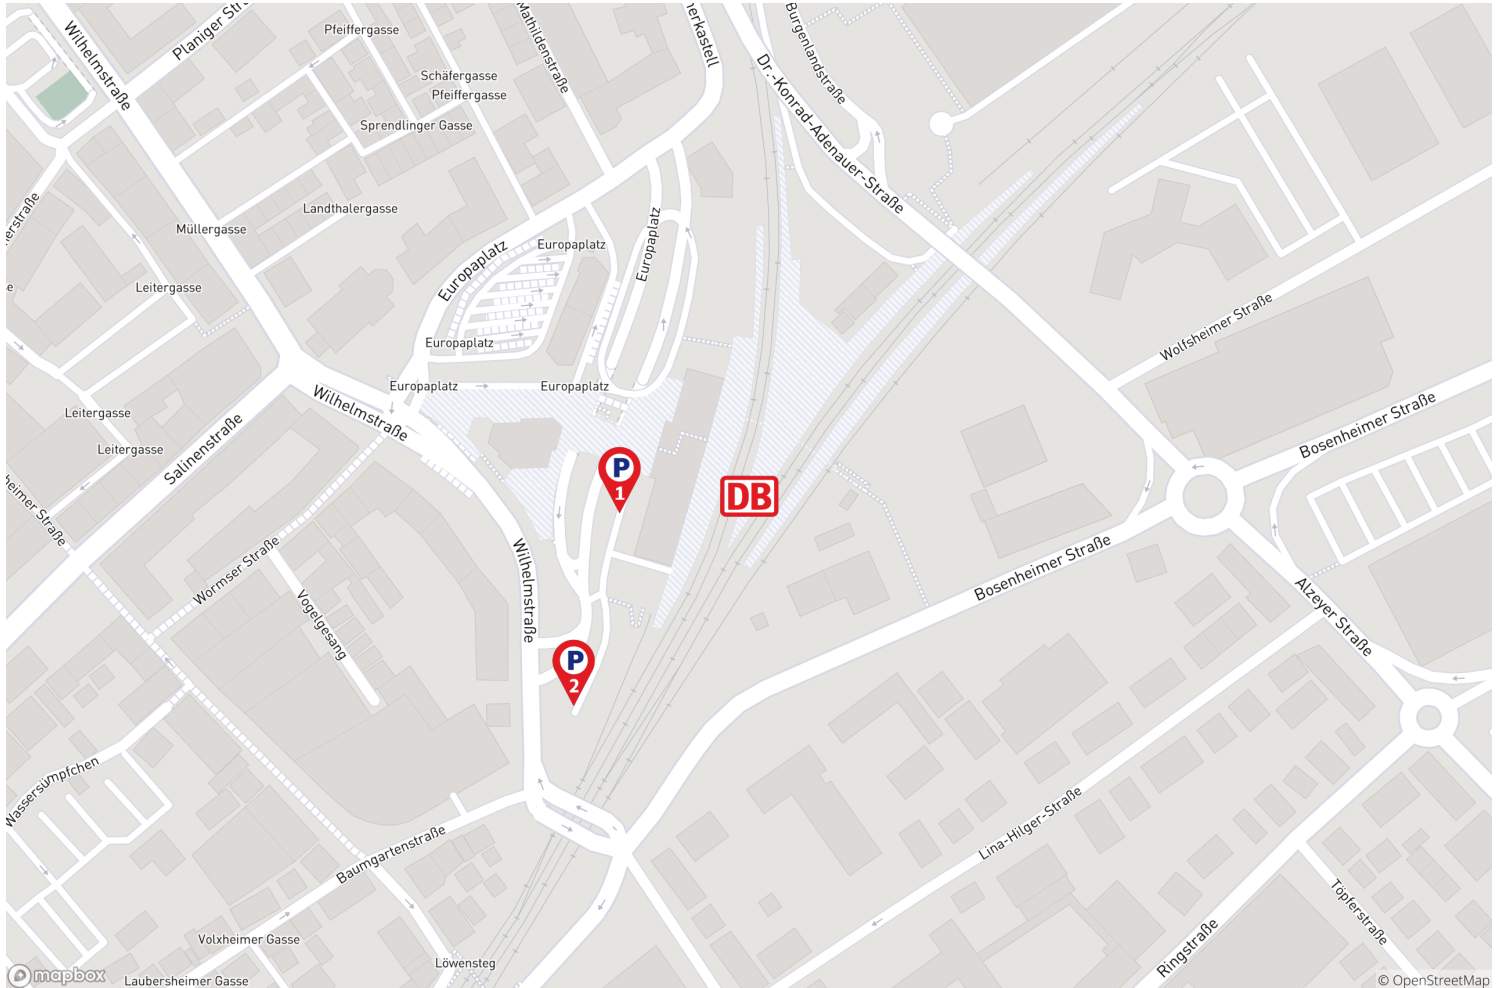 Planiger Str
Wilhelmstraße
Pfeiffergasse
Mathildenstraße
nerkastell
Burgenlandstraße
Dr.-Konrad-Adenauer-Straße
Schäfergasse
Pfeiffergasse
Sprendlinger Gasse
Landthalergasse
Müllergasse
erstraße
Leitergasse
Europaplatz
Europaplatz
Europaplatz
Europaplatz
Europaplatz
Europaplatz
Wolfsheimer Straße
Wilhelmstraße
Leitergasse
Leitergasse
Salinenstraße
Bosenheimer Straße
heimer Straße
P
1
DB
Wormser Straße
Vogelgesang
Wilhelmstraße
Bosenheimer Straße
Alzeyer Straße
P
2
Wassersümpfchen
Baumgartenstraße
Lina-Hilger-Straße
Töpferstraße
Ringstraße
Volxheimer Gasse
Löwensteg
Laubersheimer Gasse
mapbox
© OpenStreetMap